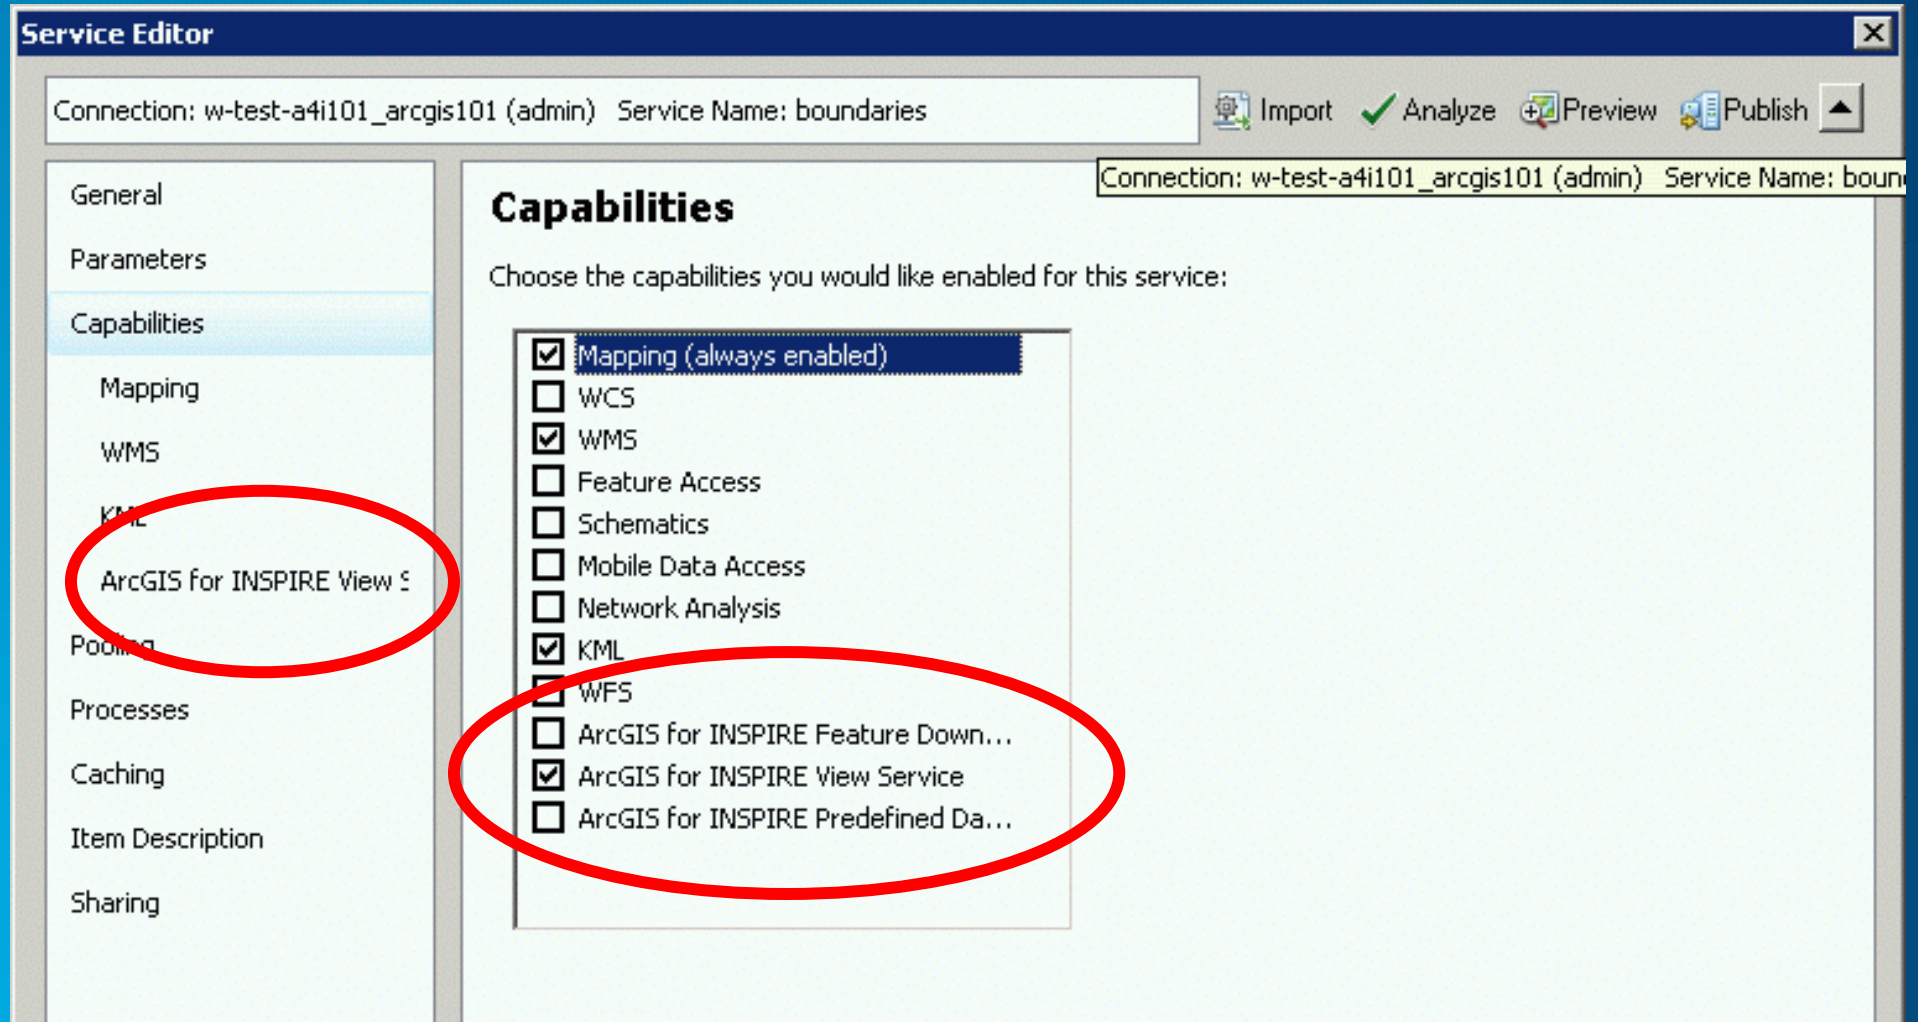 Service Editor
Connection: w-test-a4i101_arcgis101 (admin) Service Name: boundaries
Import Analyze Preview Publish
Connection: w-test-a4i101_arcgis101 (admin) Service Name: boun
General
Parameters
Capabilities
Mapping
WMS
KML
ArcGIS for INSPIRE View S
Pooling
Processes
Caching
Item Description
Sharing
Capabilities
Choose the capabilities you would like enabled for this service:
Mapping (always enabled)
WCS
WMS
Feature Access
Schematics
Mobile Data Access
Network Analysis
KML
WFS
ArcGIS for INSPIRE Feature Down...
ArcGIS for INSPIRE View Service
ArcGIS for INSPIRE Predefined Da...